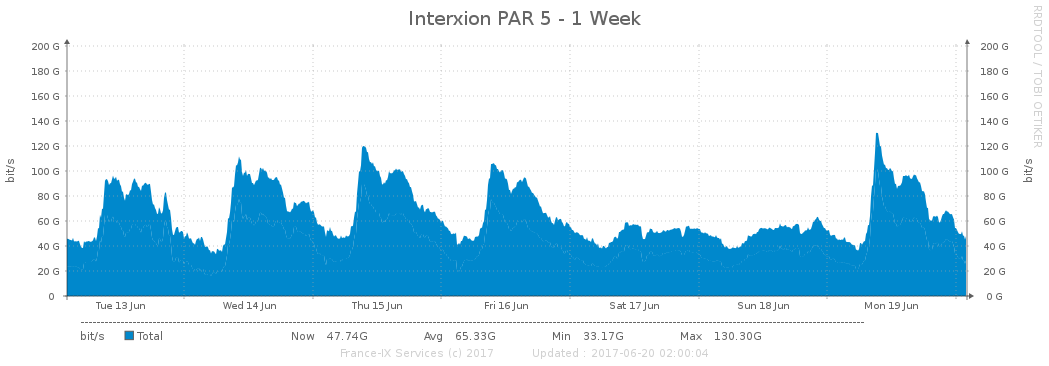 Interxion PAR 5 - 1 Week
RRDTOOL / TOBI OETIKER
bit/s
200 G 200 G
180 G 180 G
160 G 160 G
140 G 140 G
120 G 120 G
100 G 100 G
80 G 80 G
60 G 60 G
40 G 40 G
20 G 20 G
0 0 G
bit/s
Tue 13 Jun Wed 14 Jun Thu 15 Jun Fri 16 Jun Sat 17 Jun Sun 18 Jun Mon 19 Jun
bit/s Total Now 47.74G Avg 65.33G Min 33.17G Max 130.30G
France-IX Services (c) 2017 Updated : 2017-06-20 02:00:04